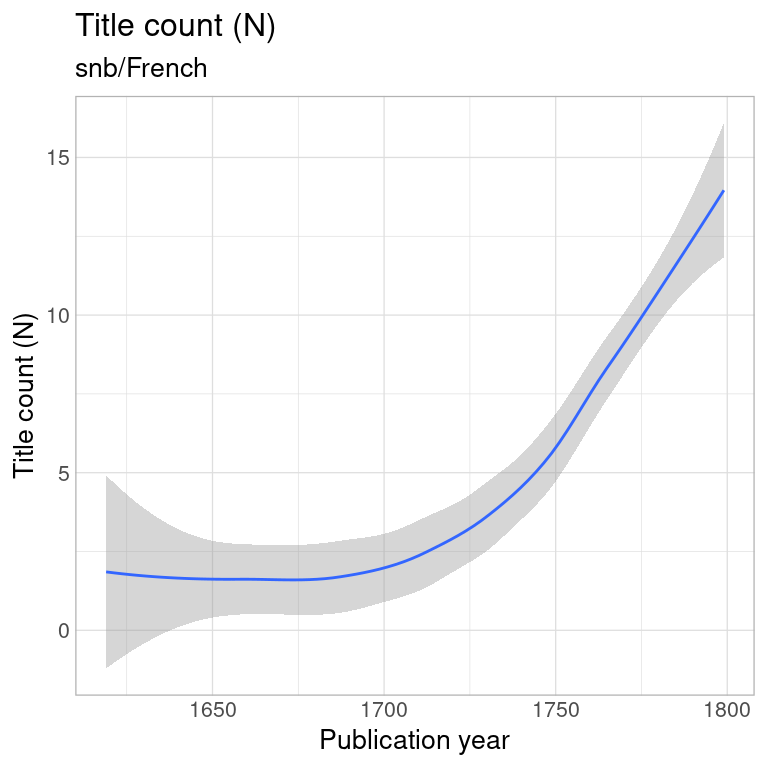 Title count (N)
snb/French
15
10
5
0
Title count (N)
1650 1700 1750 1800
Publication year